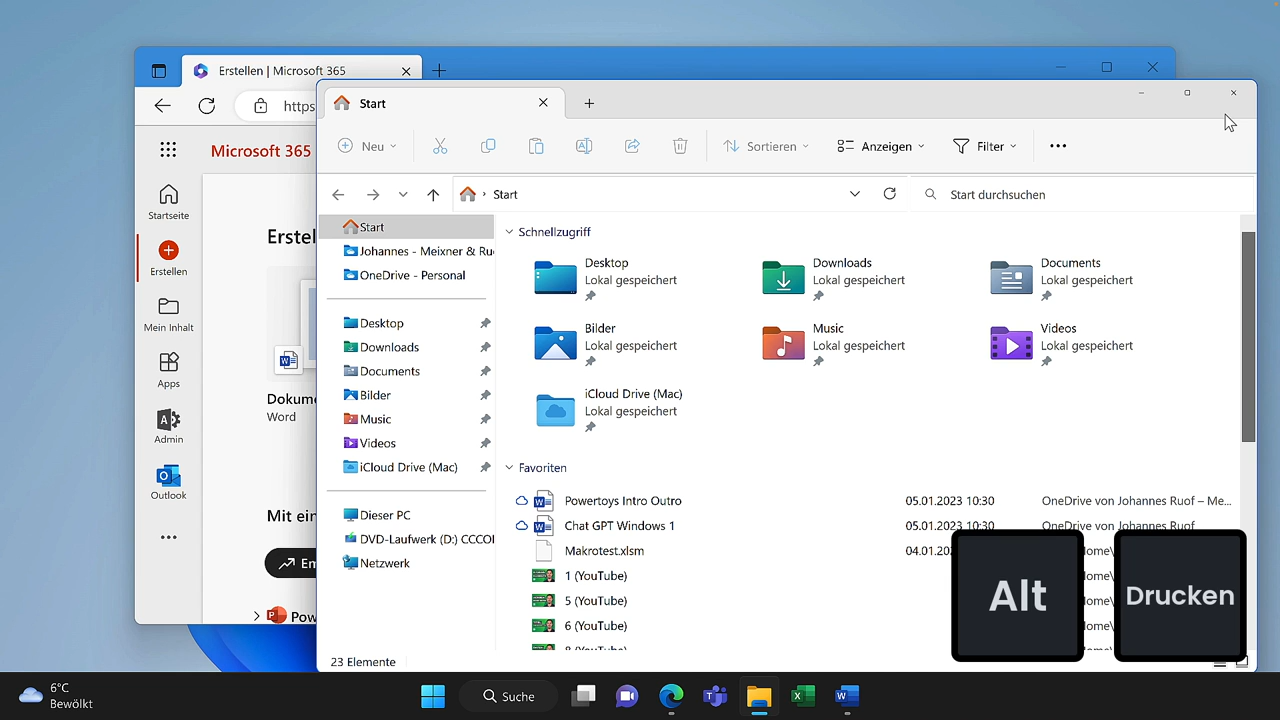 Erstellen | Microsoft 365
https
Microsoft 365
Startseite
Erstellen
Mein Inhalt
Apps
Admin
Outlook
Erstel
Dokume
Word
Mit ein
Em
Pow
Start
Neu
Sortieren
Anzeigen
Filter
Start
Start durchsuchen
Start
Johannes - Meixner & Ruo
OneDrive - Personal
Desktop
Downloads
Documents
Bilder
Music
Videos
iCloud Drive (Mac)
Dieser PC
DVD-Laufwerk (D:) CCCOM
Netzwerk
Schnellzugriff
Desktop
Lokal gespeichert
Downloads
Lokal gespeichert
Documents
Lokal gespeichert
Bilder
Lokal gespeichert
Music
Lokal gespeichert
Videos
Lokal gespeichert
iCloud Drive (Mac)
Lokal gespeichert
Favoriten
Powertoys Intro Outro 05.01.2023 10:30 OneDrive von Johannes Ruof – Me...
Chat GPT Windows 1 05.01.2023 10:30 OneDrive von Johannes Ruof
Makrotest.xlsm 04.01.20
1 (YouTube)
5 (YouTube)
6 (YouTube)
23 Elemente
Alt
Drucken
6°C
Bewölkt
Suche